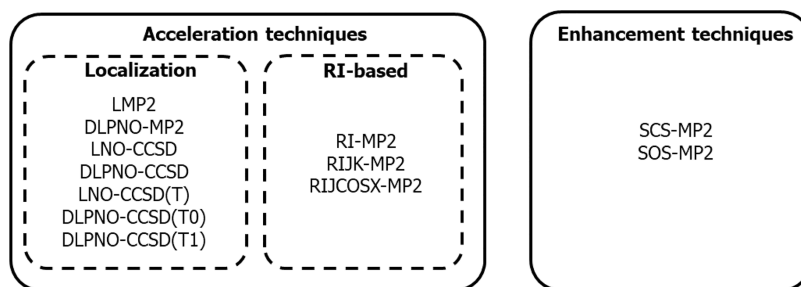 Acceleration techniques
Localization
LMP2
DLPNO-MP2
LNO-CCSD
DLPNO-CCSD
LNO-CCSD(T)
DLPNO-CCSD(T0)
DLPNO-CCSD(T1)
RI-based
RI-MP2
RIJK-MP2
RIJCOSX-MP2
Enhancement techniques
SCS-MP2
SOS-MP2